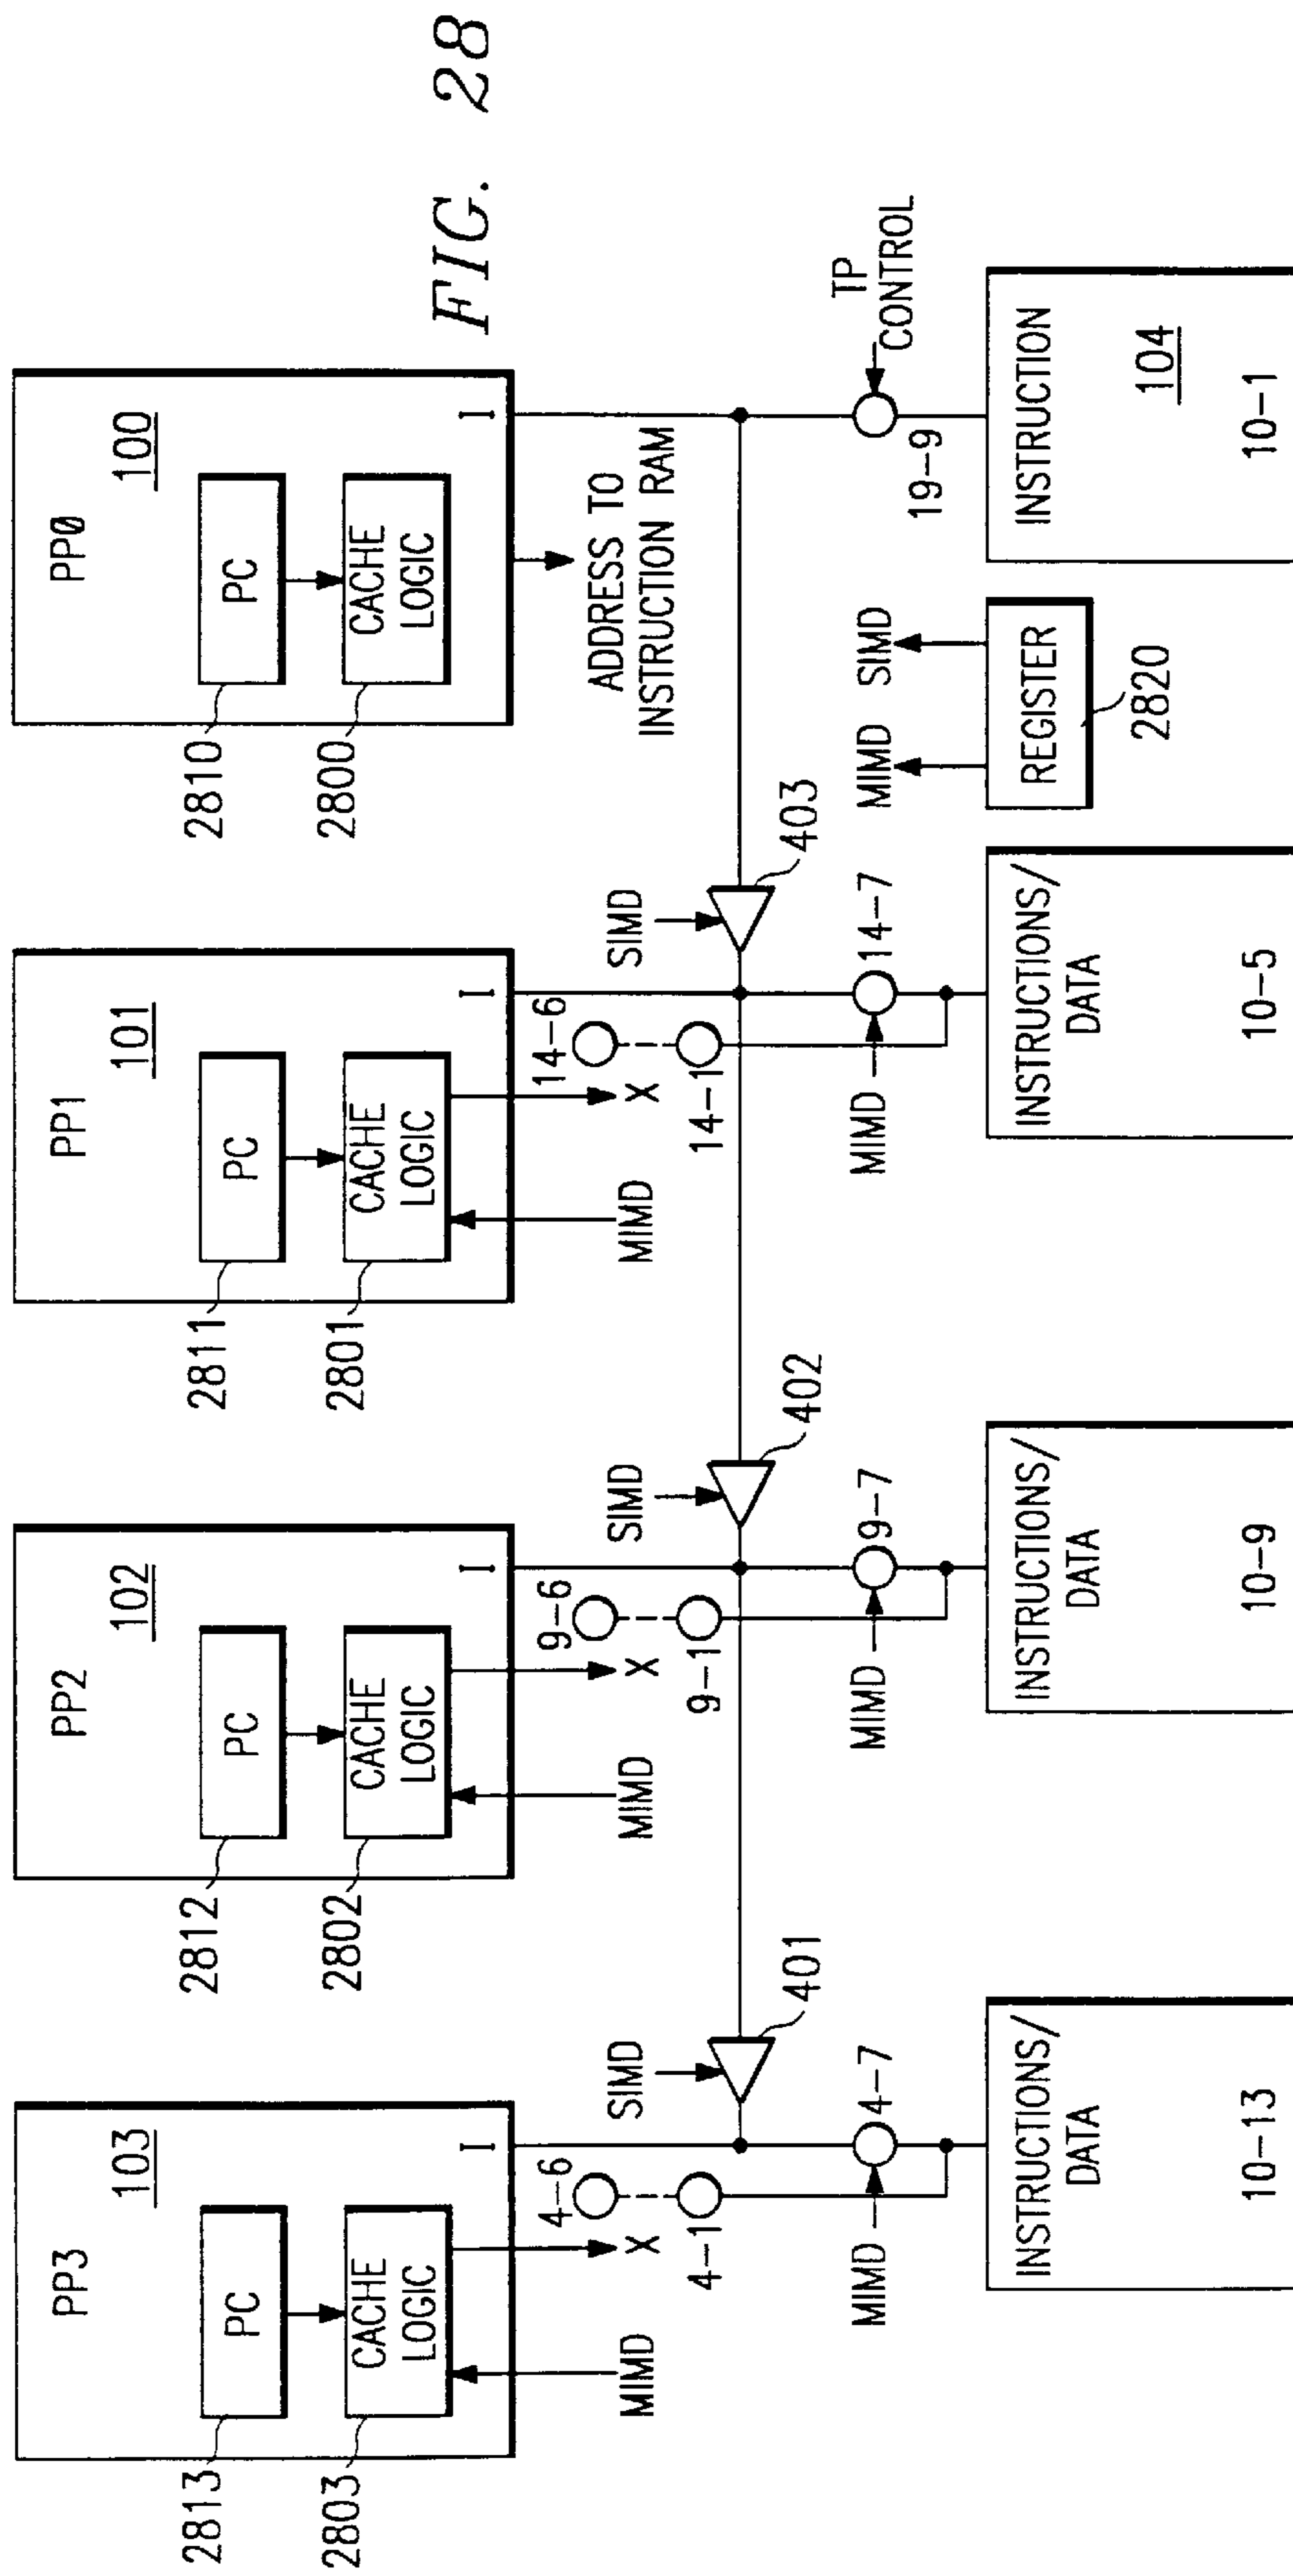 FIG. 28
PP3
103
PC
CACHE
LOGIC
I
2813
2803
PP2
102
PC
CACHE
LOGIC
I
2812
2802
PP1
101
PC
CACHE
LOGIC
I
2811
2801
PP0
100
PC
CACHE
LOGIC
I
2810
2800
MIMD
X
4-6
4-1
SIMD
401
MIMD
4-7
MIMD
X
9-6
9-1
SIMD
402
MIMD
9-7
MIMD
X
14-6
14-1
SIMD
403
MIMD
14-7
ADDRESS TO
INSTRUCTION RAM
MIMD
SIMD
REGISTER
2820
19-9
TP
CONTROL
INSTRUCTIONS/
DATA
10-13
INSTRUCTIONS/
DATA
10-9
INSTRUCTIONS/
DATA
10-5
INSTRUCTION
104
10-1